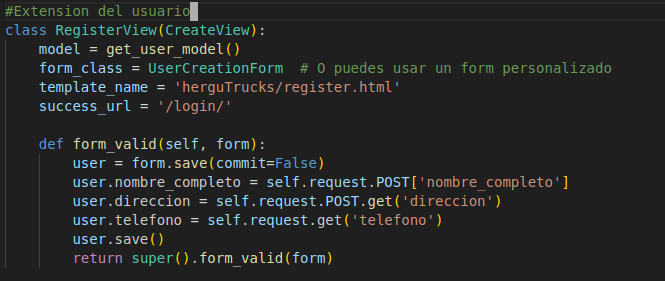 #Extension del usuario
class RegisterView(CreateView):
    model = get_user_model()
    form_class = UserCreationForm  # O puedes usar un form personalizado
    template_name = 'herguTrucks/register.html'
    success_url = '/login/'

    def form_valid(self, form):
        user = form.save(commit=False)
        user.nombre_completo = self.request.POST['nombre_completo']
        user.direccion = self.request.POST.get('direccion')
        user.telefono = self.request.get('telefono')
        user.save()
        return super().form_valid(form)